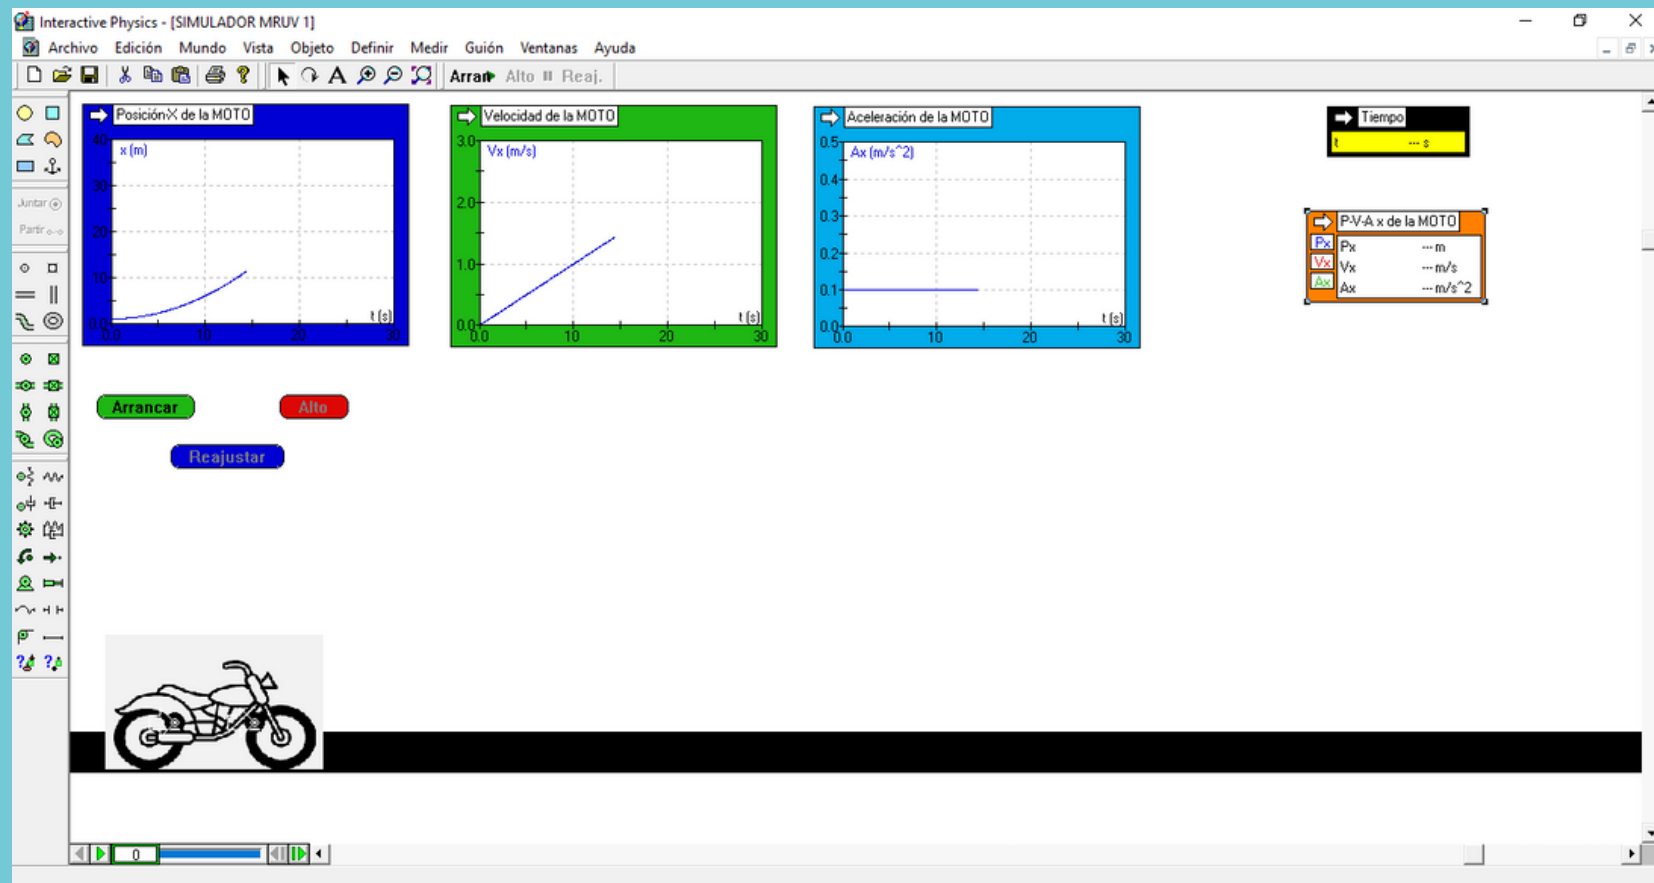 Interactive Physics - [SIMULADOR MRUV 1]
Archivo Edición Mundo Vista Objeto Definir Medir Guión Ventanas Ayuda
A Arran Alto Reaj.
Juntar
Partir
Posición-X de la MOTO
x (m)
40
30
20
10
0.0
0.0 10 20 30
t (s)
Velocidad de la MOTO
Vx (m/s)
3.0
2.0
1.0
0.0
0.0 10 20 30
t (s)
Aceleración de la MOTO
Ax (m/s^2)
0.5
0.4
0.3
0.2
0.1
0.0
0.0 10 20 30
t (s)
Tiempo
t --- s
P-V-A x de la MOTO
Px Px --- m
Vx Vx --- m/s
Ax Ax --- m/s^2
Arrancar
Alto
Reajustar
0